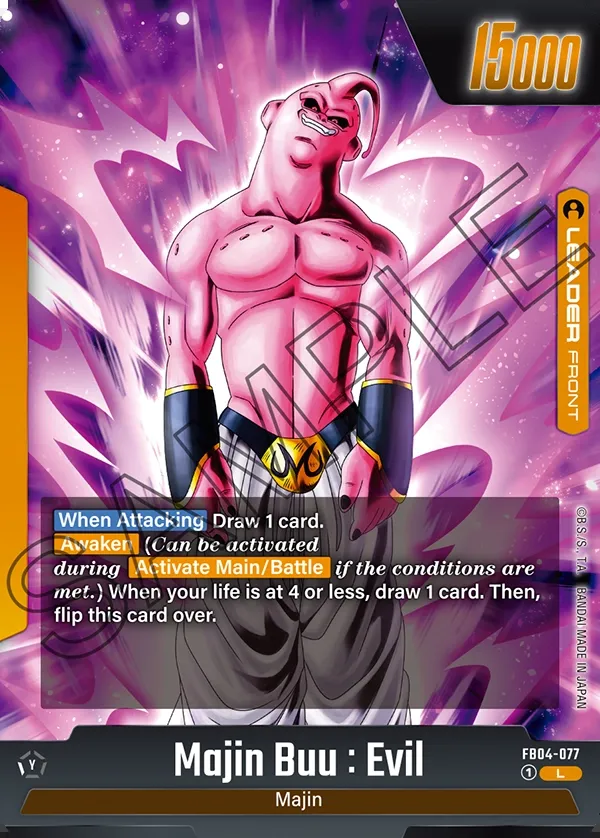 15000
LEADER FRONT
When Attacking Draw 1 card.
Awaken (Can be activated
during Activate Main/Battle if the conditions are
met.) When your life is at 4 or less, draw 1 card. Then,
flip this card over.
SAMPLE
©B.S./S., T.A. BANDAI MADE IN JAPAN
Y
Majin Buu : Evil
FB04-077
1 L
Majin